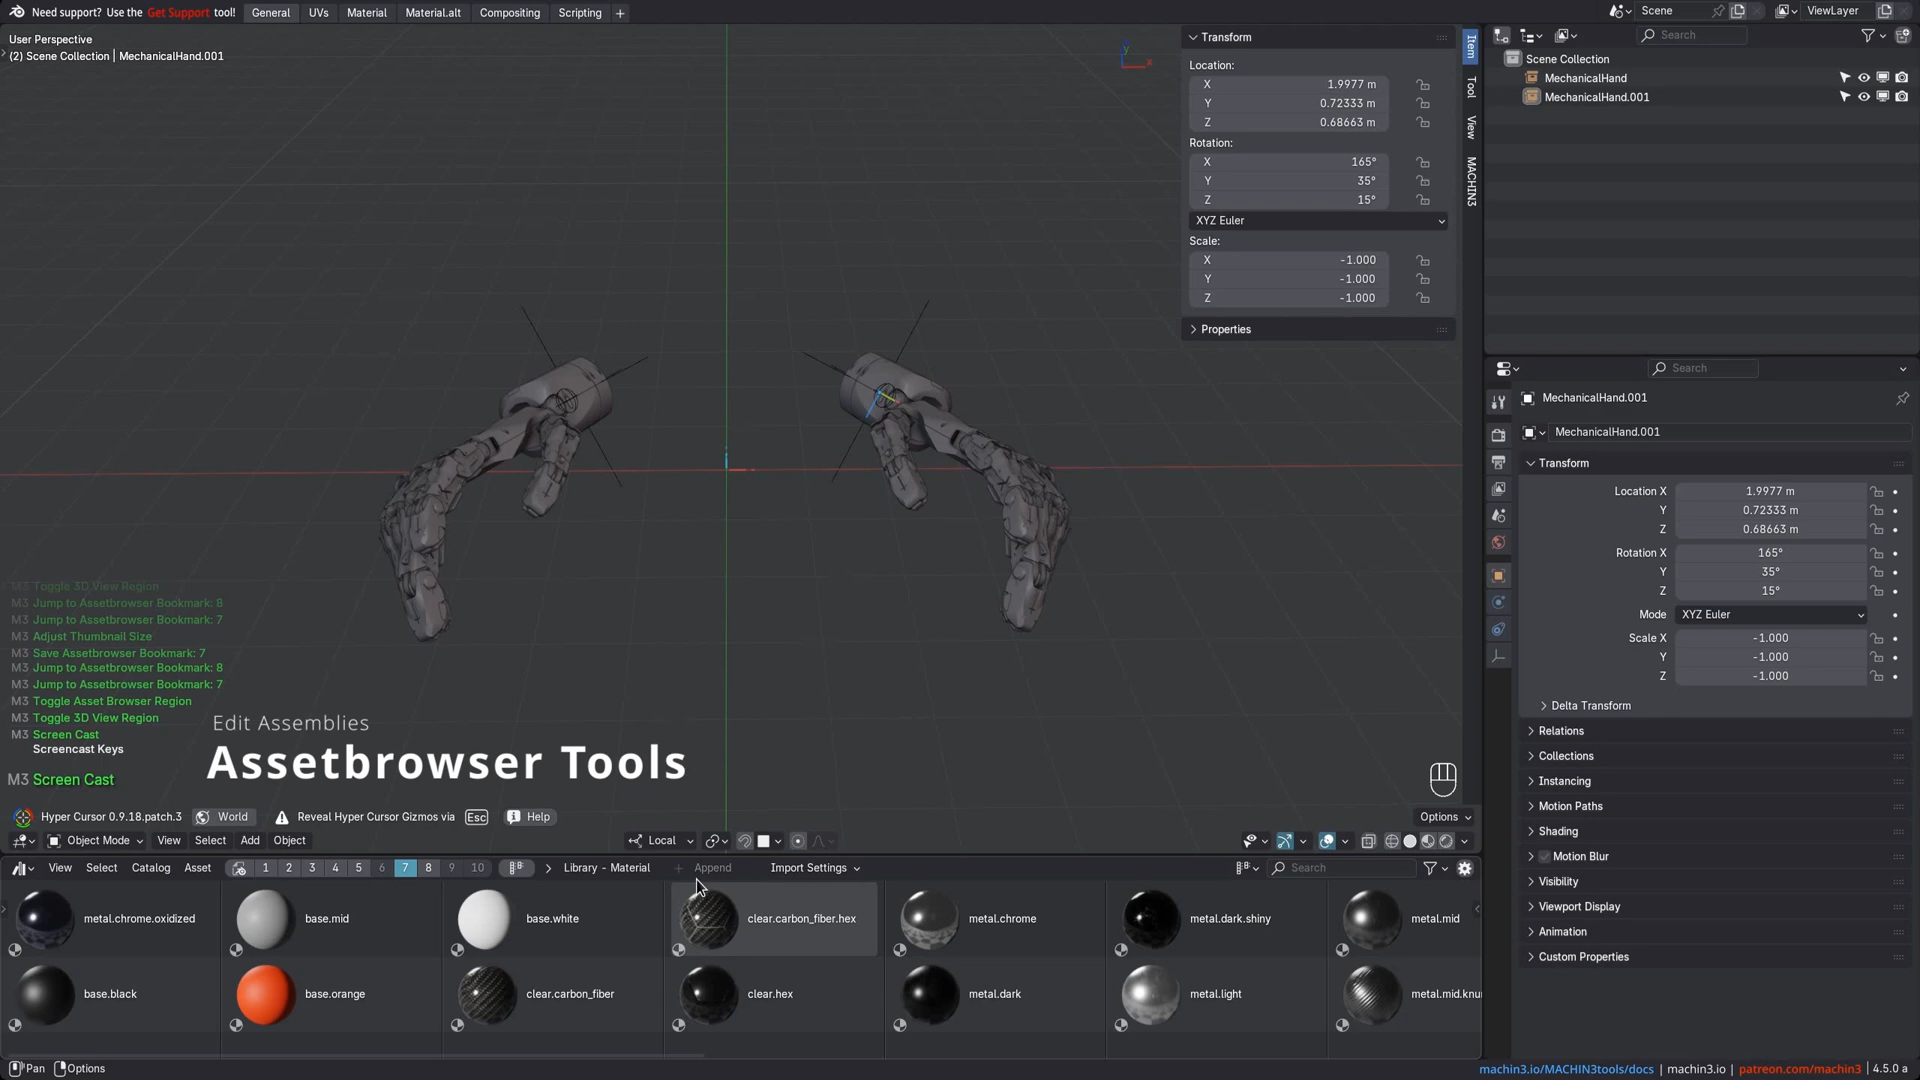 Need support? Use the Get Support tool!
General
UVs
Material
Material.alt
Compositing
Scripting
Scene
ViewLayer
User Perspective
(2) Scene Collection | MechanicalHand.001
Transform
Location:
X 1.9977 m
Y 0.72333 m
Z 0.68663 m
Rotation:
X 165°
Y 35°
Z 15°
XYZ Euler
Scale:
X -1.000
Y -1.000
Z -1.000
Properties
Item
Tool
View
MACHIN3
Search
Scene Collection
MechanicalHand
MechanicalHand.001
Search
MechanicalHand.001
MechanicalHand.001
Transform
Location X 1.9977 m
Y 0.72333 m
Z 0.68663 m
Rotation X 165°
Y 35°
Z 15°
Mode XYZ Euler
Scale X -1.000
Y -1.000
Z -1.000
Delta Transform
Relations
Collections
Instancing
Motion Paths
Shading
Motion Blur
Visibility
Viewport Display
Animation
Custom Properties
M3 Toggle 3D View Region
M3 Jump to Assetbrowser Bookmark: 8
M3 Jump to Assetbrowser Bookmark: 7
M3 Adjust Thumbnail Size
M3 Save Assetbrowser Bookmark: 7
M3 Jump to Assetbrowser Bookmark: 8
M3 Jump to Assetbrowser Bookmark: 7
M3 Toggle Asset Browser Region
M3 Toggle 3D View Region
M3 Screen Cast
Screencast Keys
M3 Screen Cast
Edit Assemblies
Assetbrowser Tools
Hyper Cursor 0.9.18.patch.3 World Reveal Hyper Cursor Gizmos via Esc Help
Options
Object Mode View Select Add Object
Local
View Select Catalog Asset 1 2 3 4 5 6 7 8 9 10 Library - Material Append Import Settings Search
metal.chrome.oxidized
base.mid
base.white
clear.carbon_fiber.hex
metal.chrome
metal.dark.shiny
metal.mid
base.black
base.orange
clear.carbon_fiber
clear.hex
metal.dark
metal.light
metal.mid.knu
Pan Options
machin3.io/MACHIN3tools/docs | machin3.io | patreon.com/machin3 | 4.5.0 a